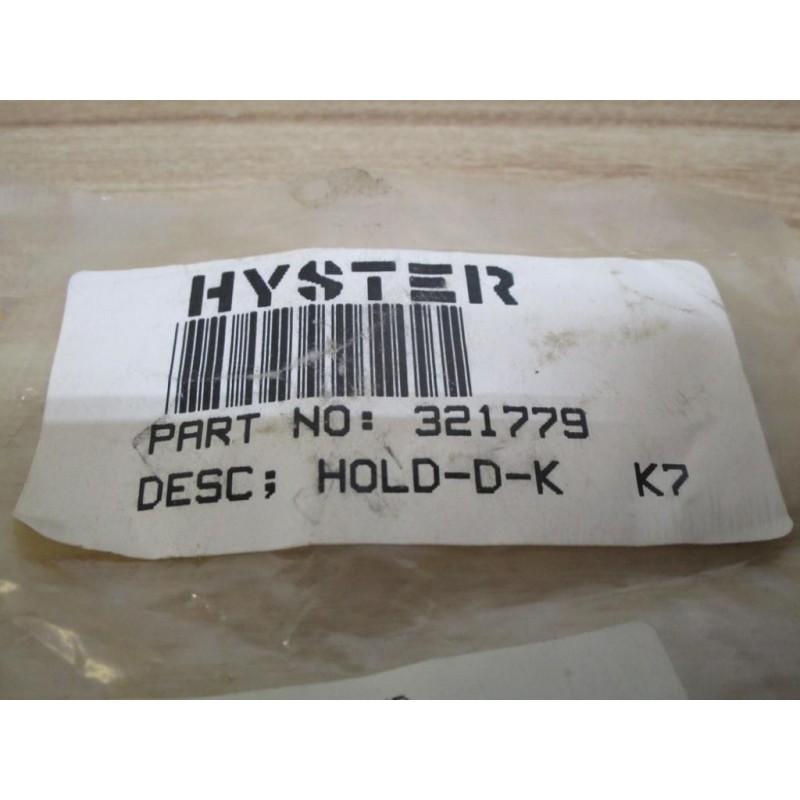 HYSTER
PART NO: 321779
DESC; HOLD-D-K K7